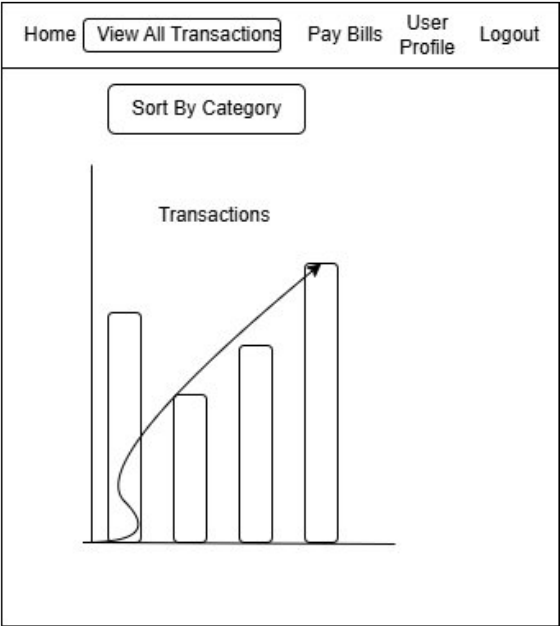 Home View All Transactions Pay Bills User Profile Logout
Sort By Category
Transactions